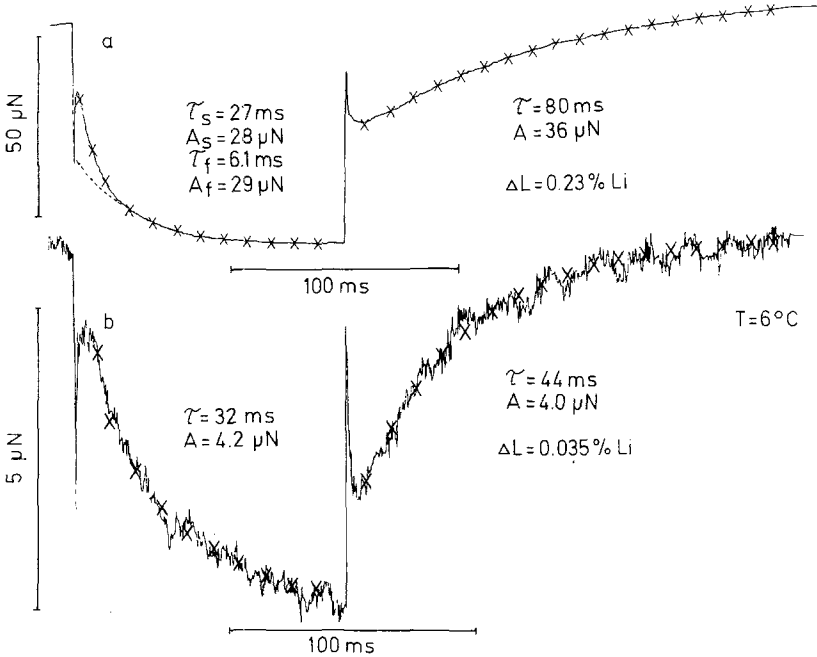 a
50 µN
τs = 27 ms
As = 28 µN
τf = 6.1 ms
Af = 29 µN
τ = 80 ms
A = 36 µN
ΔL = 0.23% Li
100 ms
b
T = 6°C
5 µN
τ = 32 ms
A = 4.2 µN
τ = 44 ms
A = 4.0 µN
ΔL = 0.035% Li
100 ms